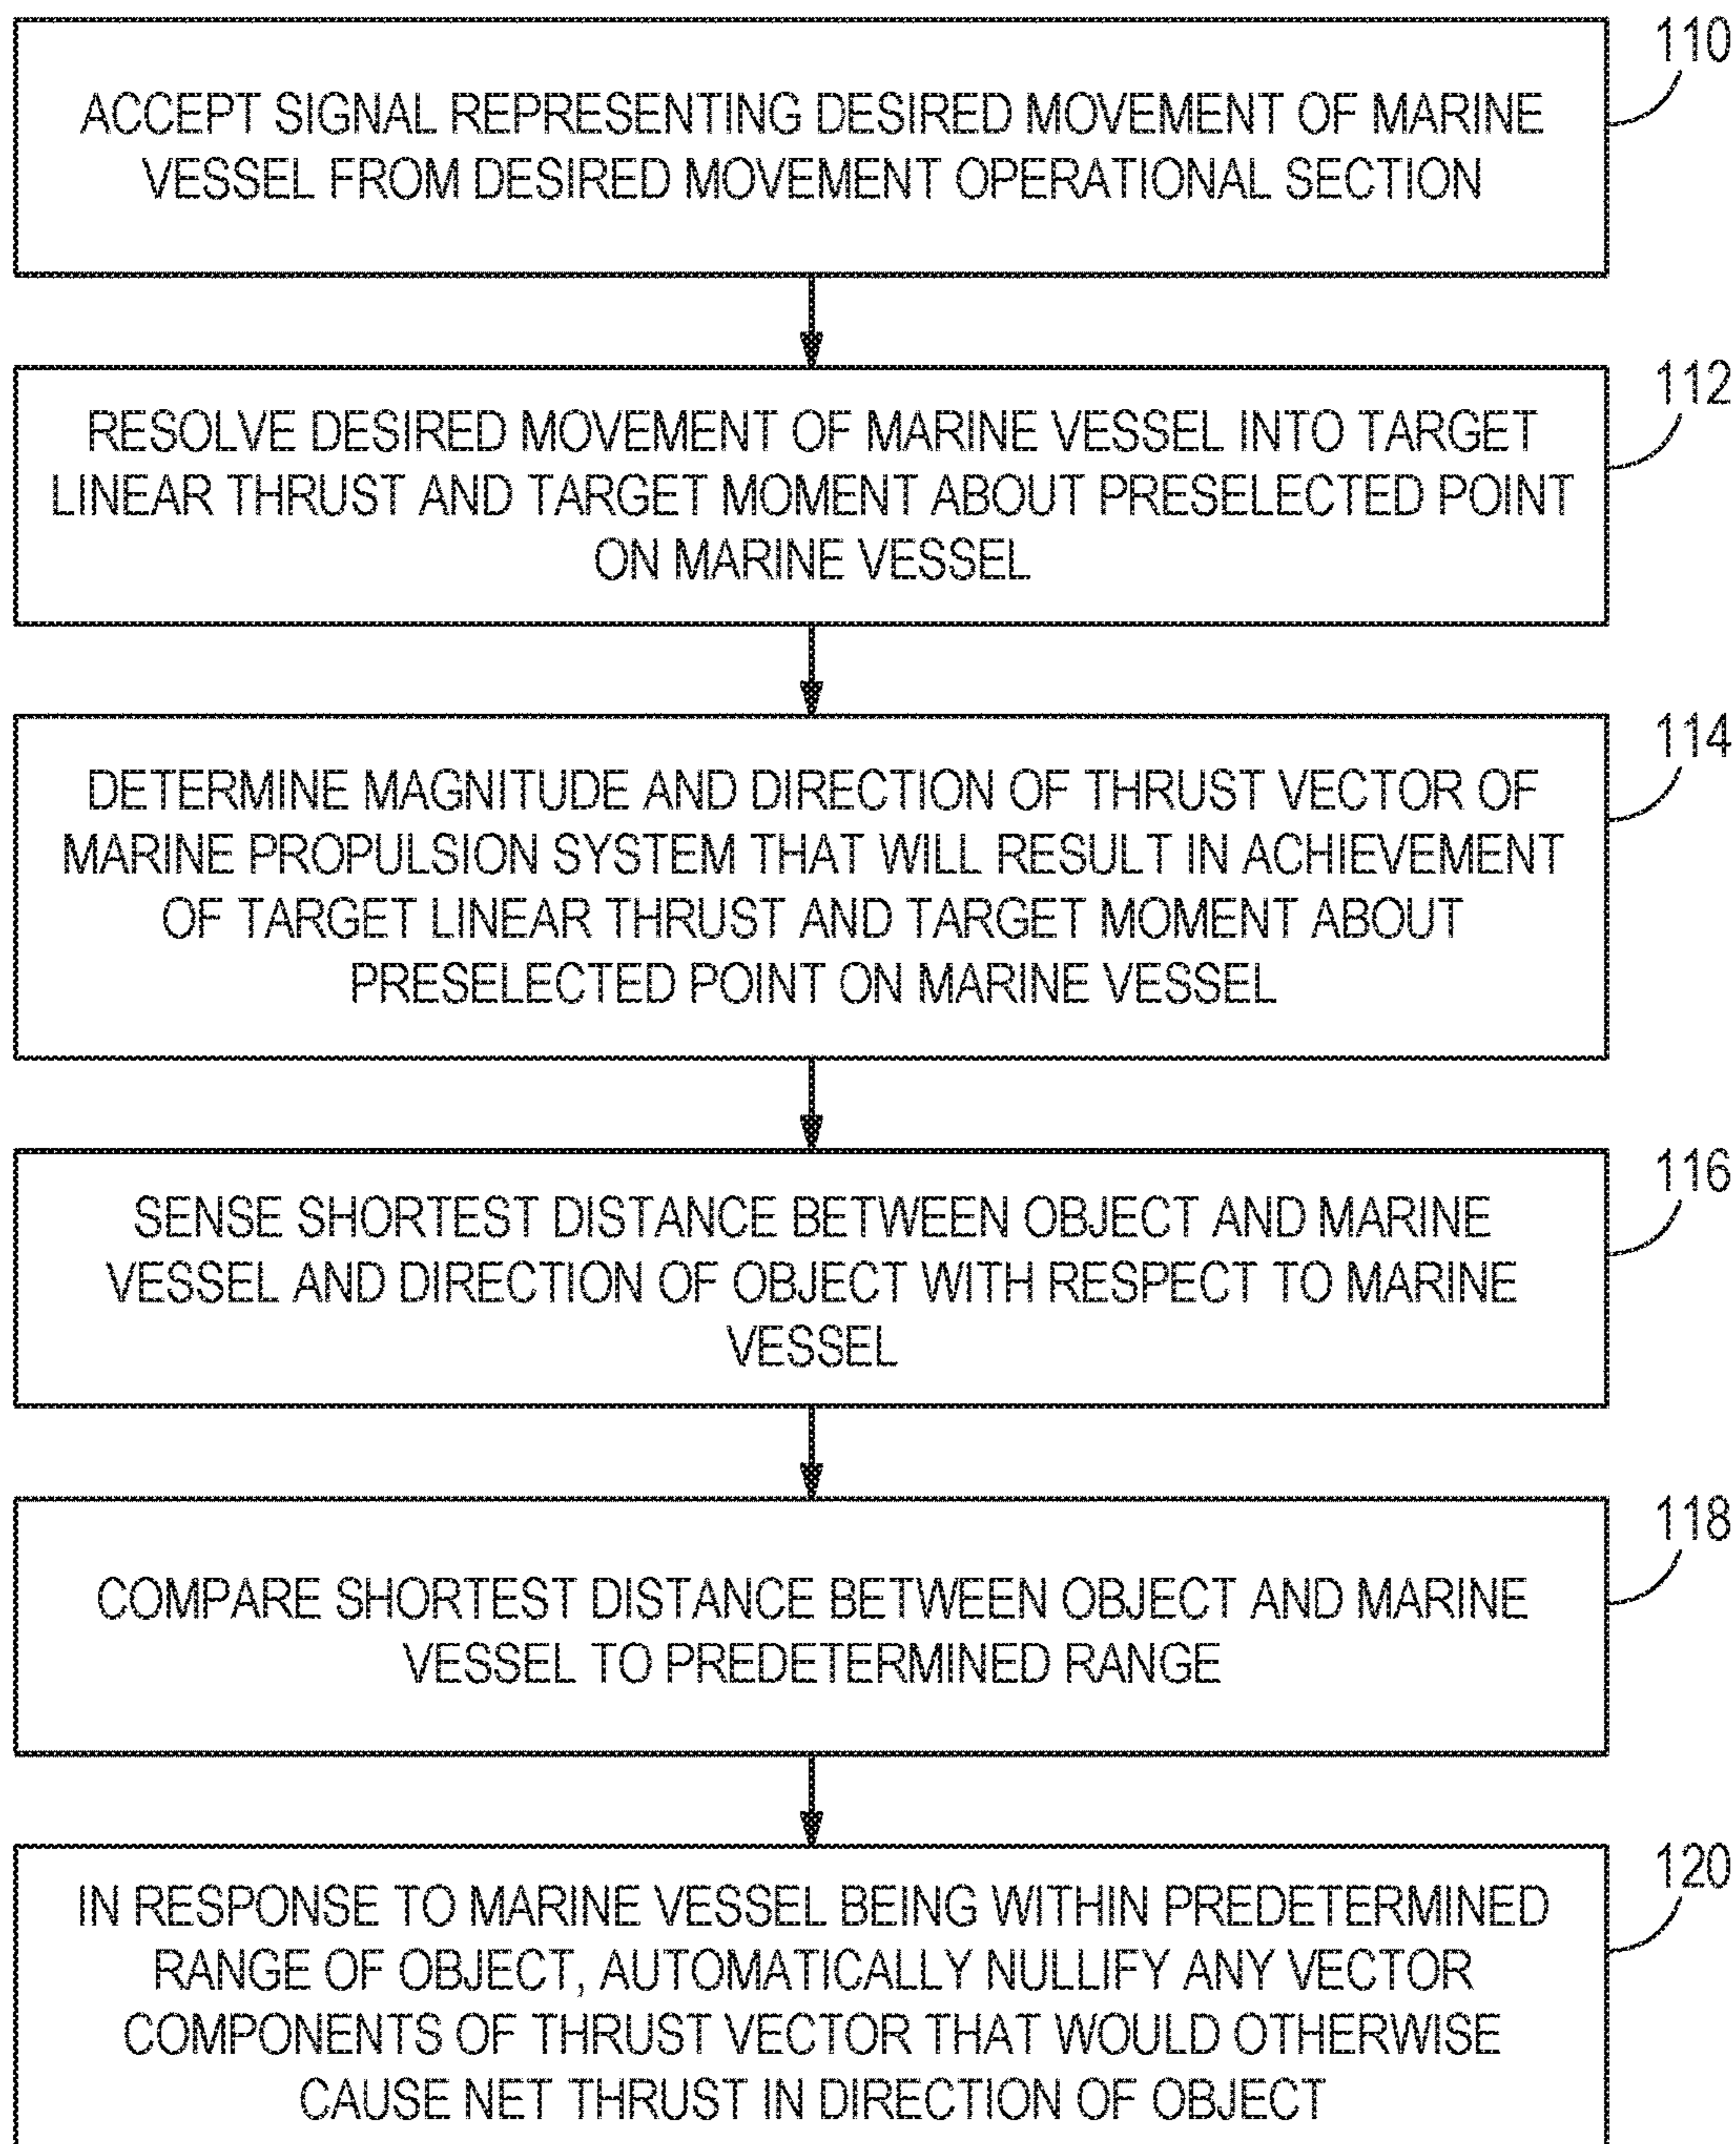 110
ACCEPT SIGNAL REPRESENTING DESIRED MOVEMENT OF MARINE
VESSEL FROM DESIRED MOVEMENT OPERATIONAL SECTION
112
RESOLVE DESIRED MOVEMENT OF MARINE VESSEL INTO TARGET
LINEAR THRUST AND TARGET MOMENT ABOUT PRESELECTED POINT
ON MARINE VESSEL
114
DETERMINE MAGNITUDE AND DIRECTION OF THRUST VECTOR OF
MARINE PROPULSION SYSTEM THAT WILL RESULT IN ACHIEVEMENT
OF TARGET LINEAR THRUST AND TARGET MOMENT ABOUT
PRESELECTED POINT ON MARINE VESSEL
116
SENSE SHORTEST DISTANCE BETWEEN OBJECT AND MARINE
VESSEL AND DIRECTION OF OBJECT WITH RESPECT TO MARINE
VESSEL
118
COMPARE SHORTEST DISTANCE BETWEEN OBJECT AND MARINE
VESSEL TO PREDETERMINED RANGE
120
IN RESPONSE TO MARINE VESSEL BEING WITHIN PREDETERMINED
RANGE OF OBJECT, AUTOMATICALLY NULLIFY ANY VECTOR
COMPONENTS OF THRUST VECTOR THAT WOULD OTHERWISE
CAUSE NET THRUST IN DIRECTION OF OBJECT